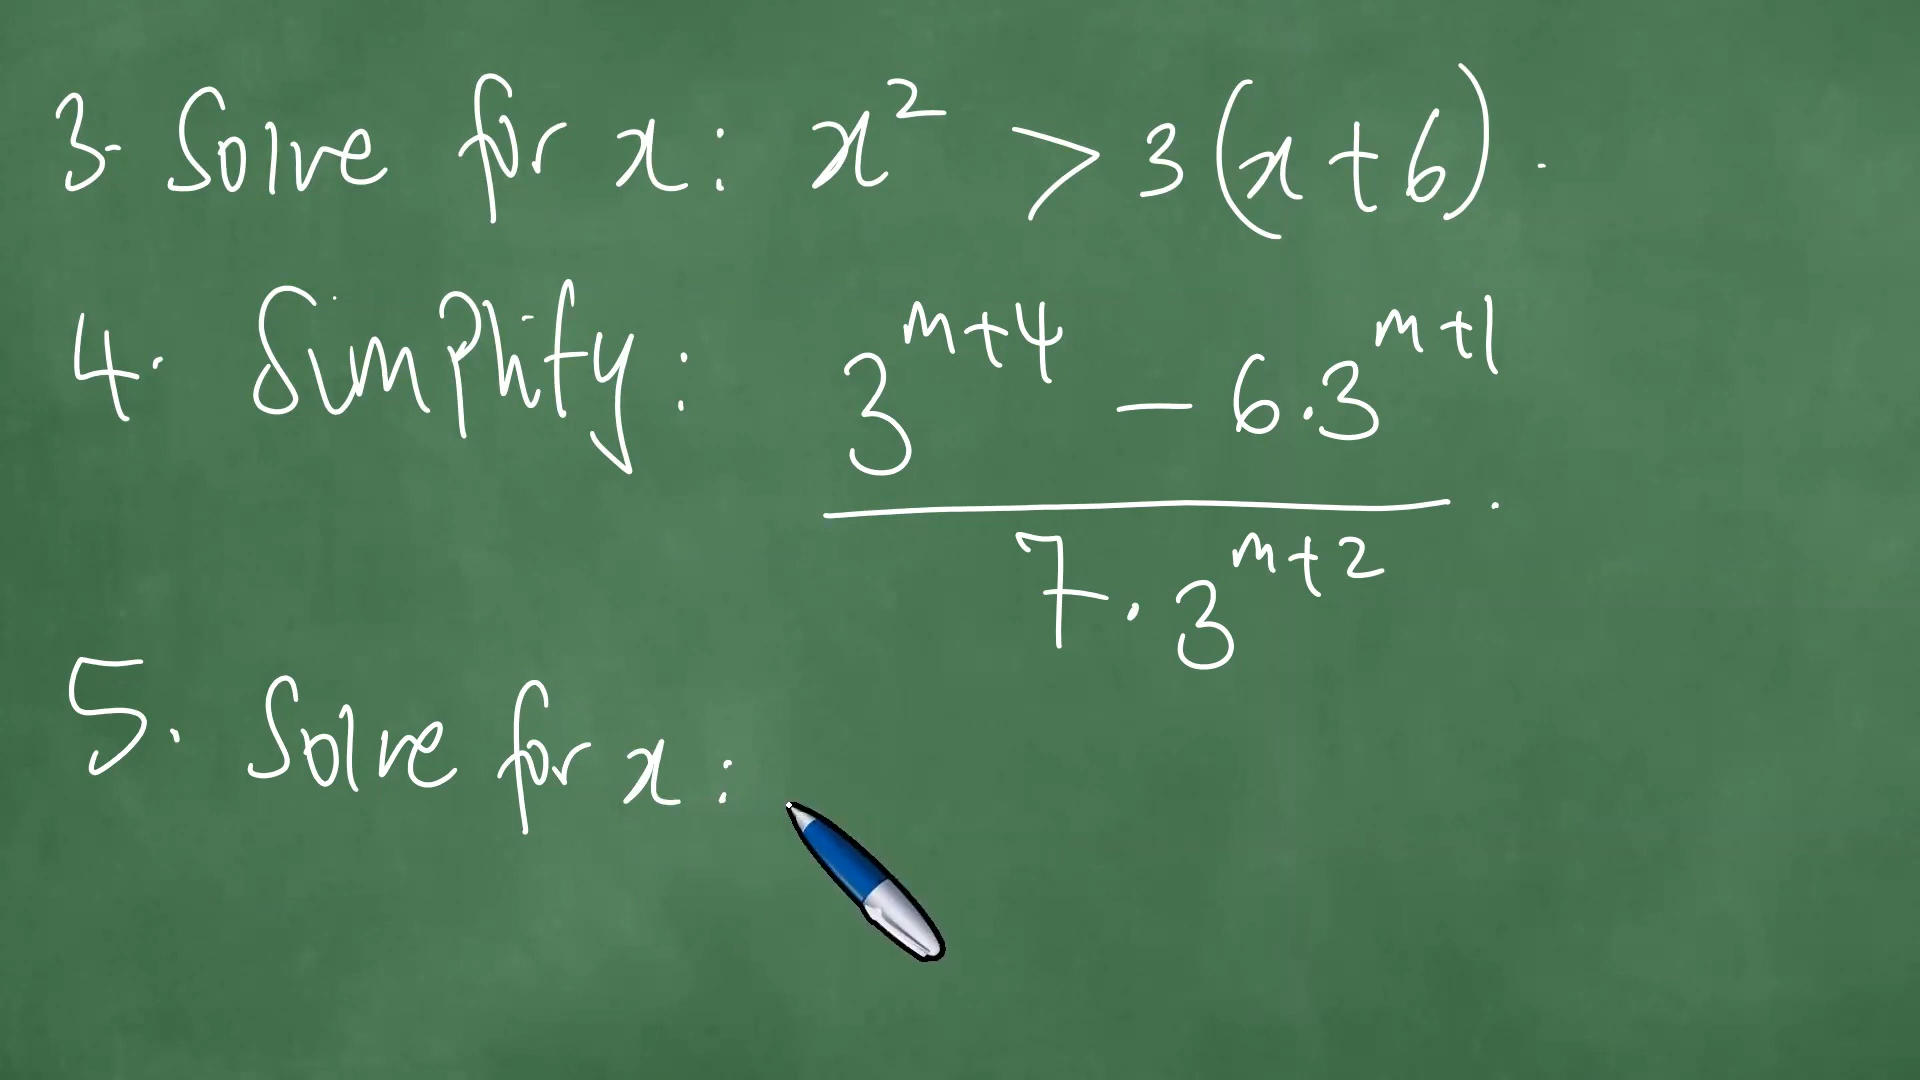 3. Solve for x: x² > 3(x+6).
4. Simplify: 3^{m+4} − 6·3^{m+1}
7·3^{m+2}.
5. Solve for x: